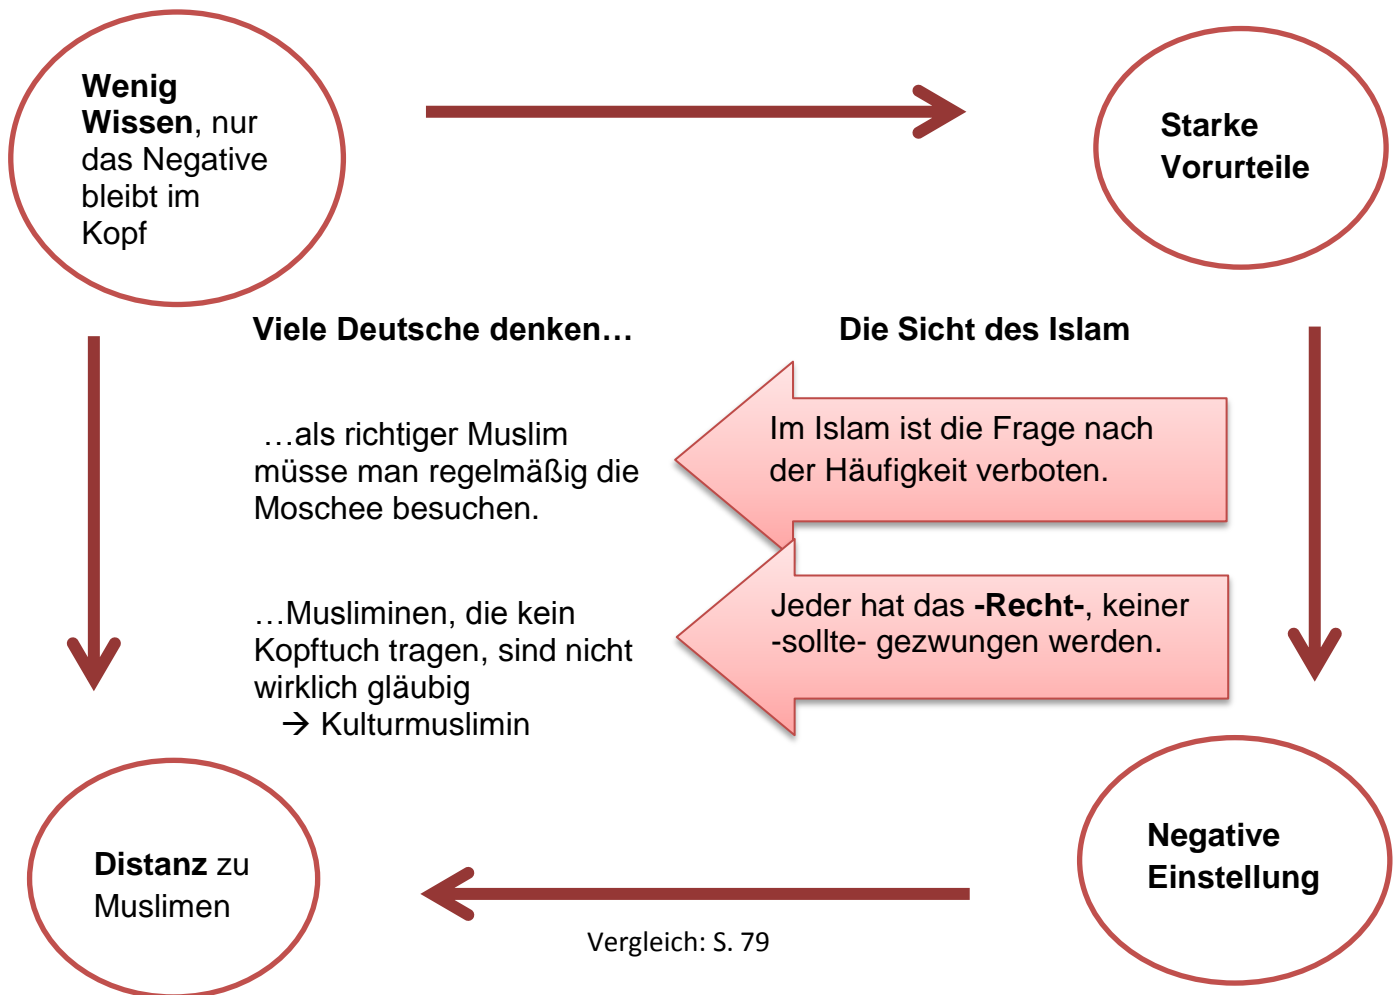 Wenig
Wissen, nur
das Negative
bleibt im
Kopf
Starke
Vorurteile
Viele Deutsche denken…
Die Sicht des Islam
…als richtiger Muslim
müsse man regelmäßig die
Moschee besuchen.
Im Islam ist die Frage nach
der Häufigkeit verboten.
…Musliminen, die kein
Kopftuch tragen, sind nicht
wirklich gläubig
→ Kulturmuslimin
Jeder hat das -Recht-, keiner
-sollte- gezwungen werden.
Distanz zu
Muslimen
Negative
Einstellung
Vergleich: S. 79